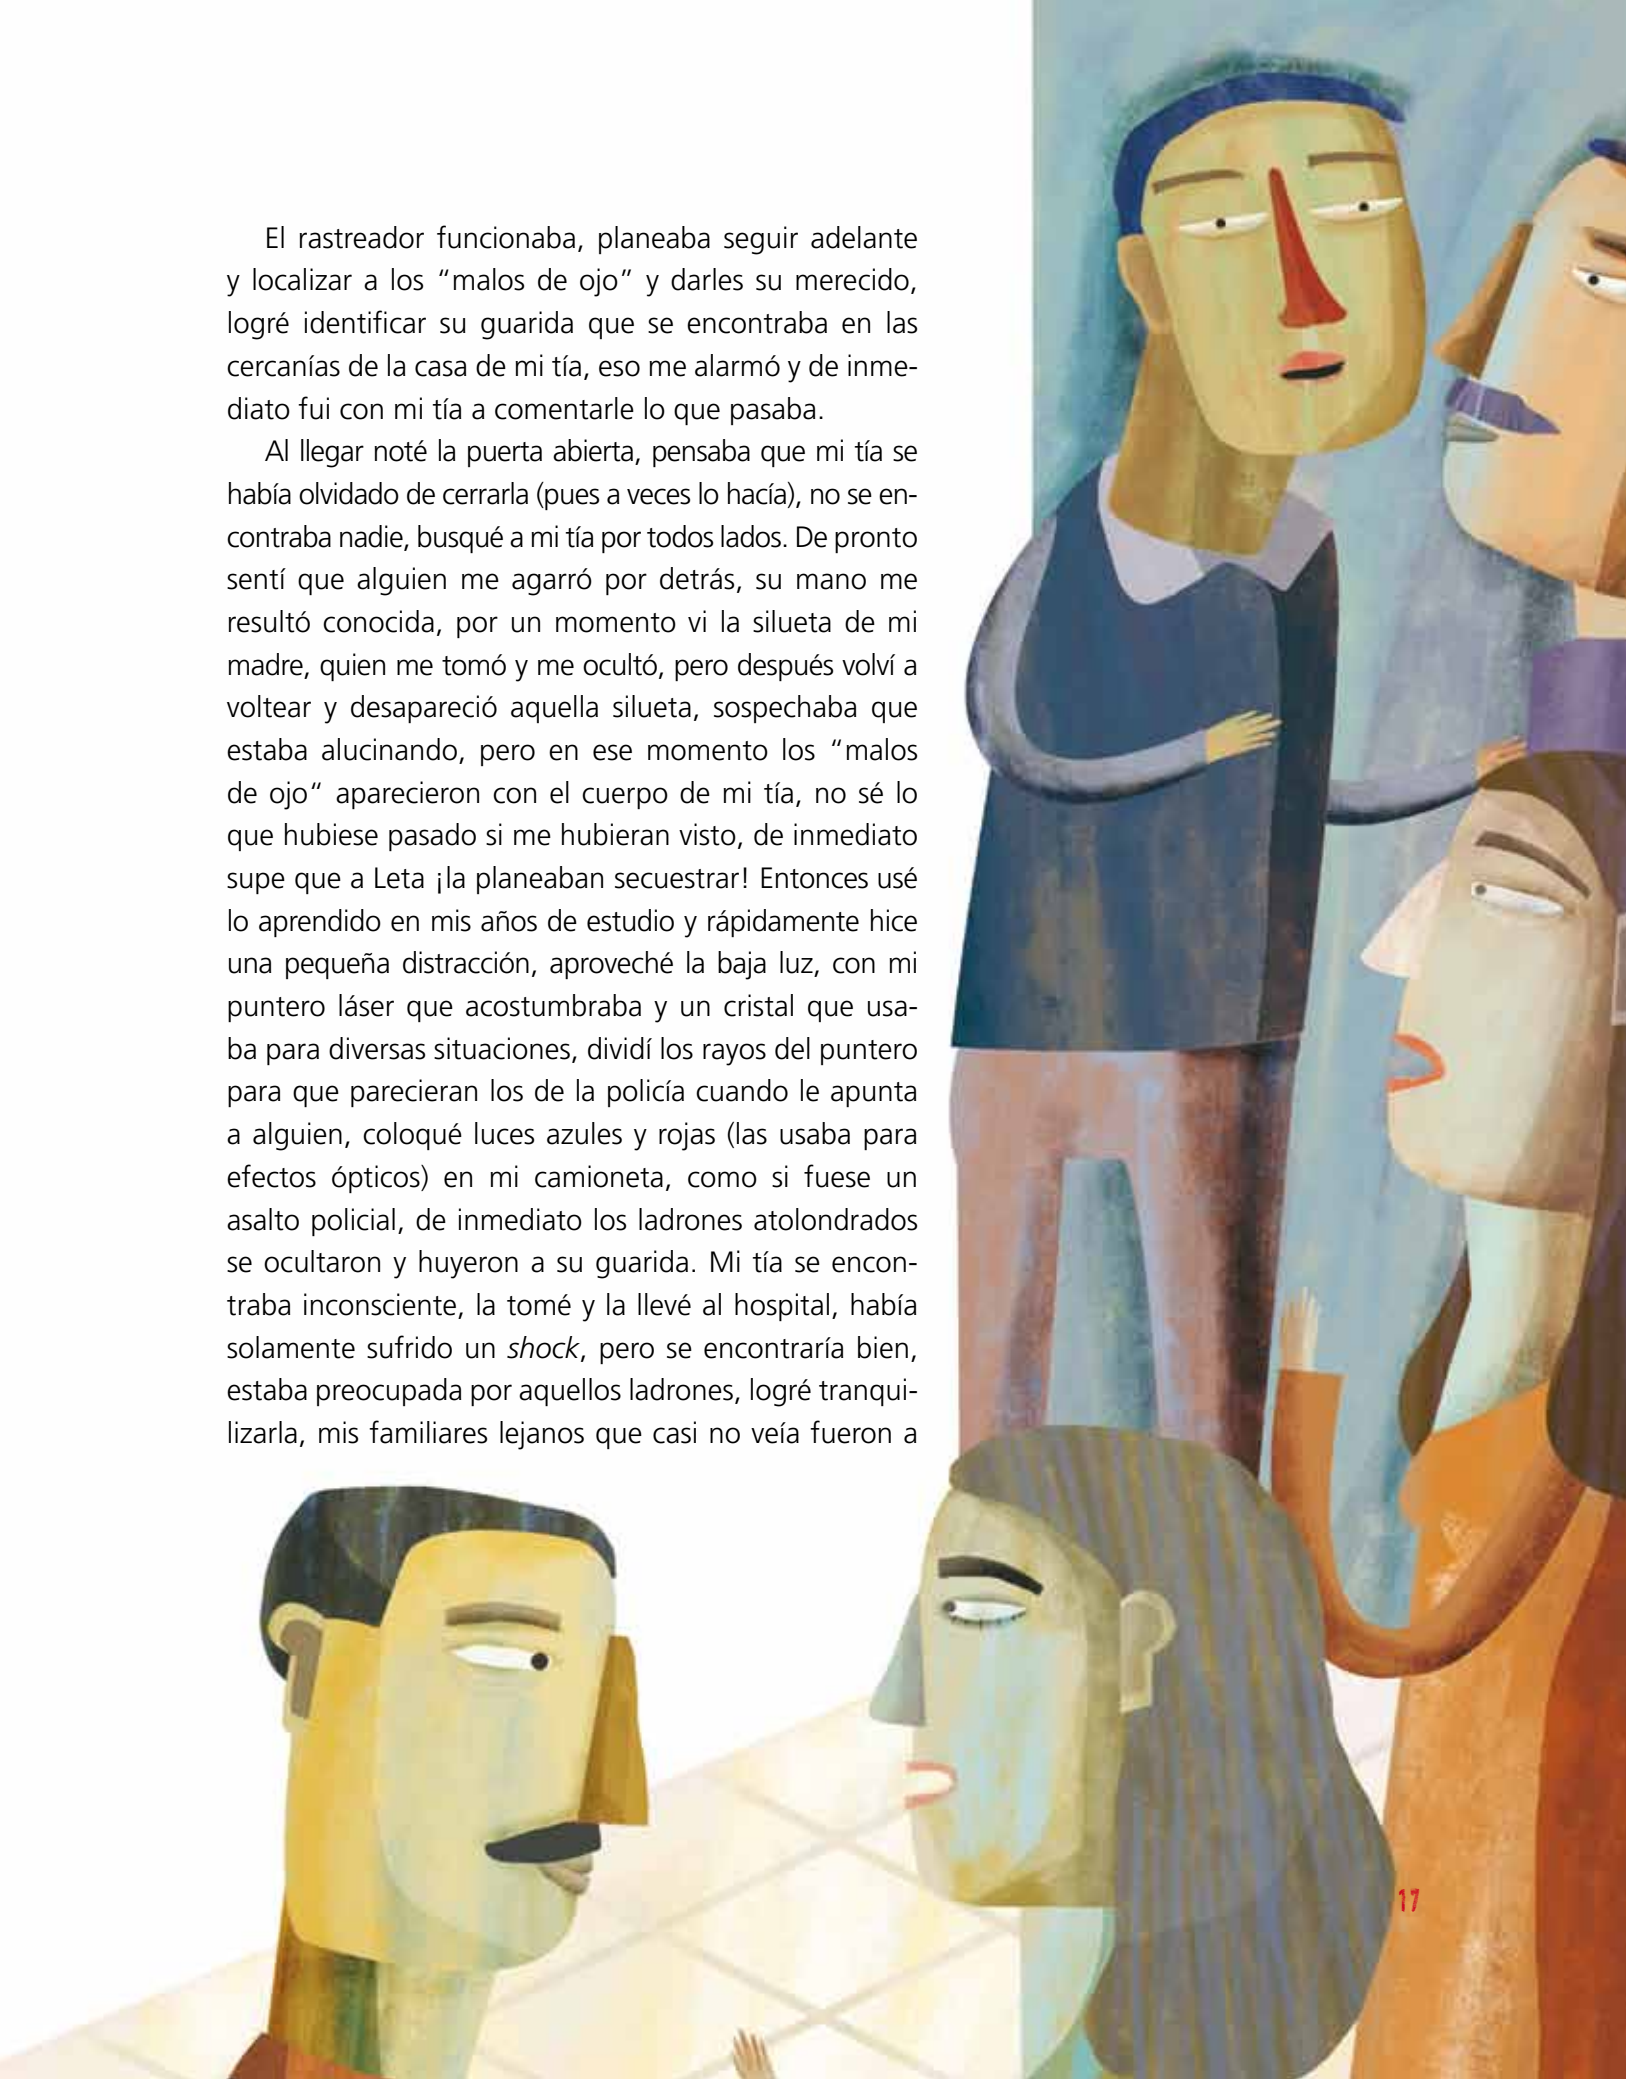 El rastreador funcionaba, planeaba seguir adelante
y localizar a los “malos de ojo” y darles su merecido,
logré identificar su guarida que se encontraba en las
cercanías de la casa de mi tía, eso me alarmó y de inme-
diato fui con mi tía a comentarle lo que pasaba.
Al llegar noté la puerta abierta, pensaba que mi tía se
había olvidado de cerrarla (pues a veces lo hacía), no se en-
contraba nadie, busqué a mi tía por todos lados. De pronto
sentí que alguien me agarró por detrás, su mano me
resultó conocida, por un momento vi la silueta de mi
madre, quien me tomó y me ocultó, pero después volví a
voltear y desapareció aquella silueta, sospechaba que
estaba alucinando, pero en ese momento los “malos
de ojo“ aparecieron con el cuerpo de mi tía, no sé lo
que hubiese pasado si me hubieran visto, de inmediato
supe que a Leta ¡la planeaban secuestrar! Entonces usé
lo aprendido en mis años de estudio y rápidamente hice
una pequeña distracción, aproveché la baja luz, con mi
puntero láser que acostumbraba y un cristal que usa-
ba para diversas situaciones, dividí los rayos del puntero
para que parecieran los de la policía cuando le apunta
a alguien, coloqué luces azules y rojas (las usaba para
efectos ópticos) en mi camioneta, como si fuese un
asalto policial, de inmediato los ladrones atolondrados
se ocultaron y huyeron a su guarida. Mi tía se encon-
traba inconsciente, la tomé y la llevé al hospital, había
solamente sufrido un shock, pero se encontraría bien,
estaba preocupada por aquellos ladrones, logré tranqui-
lizarla, mis familiares lejanos que casi no veía fueron a
17